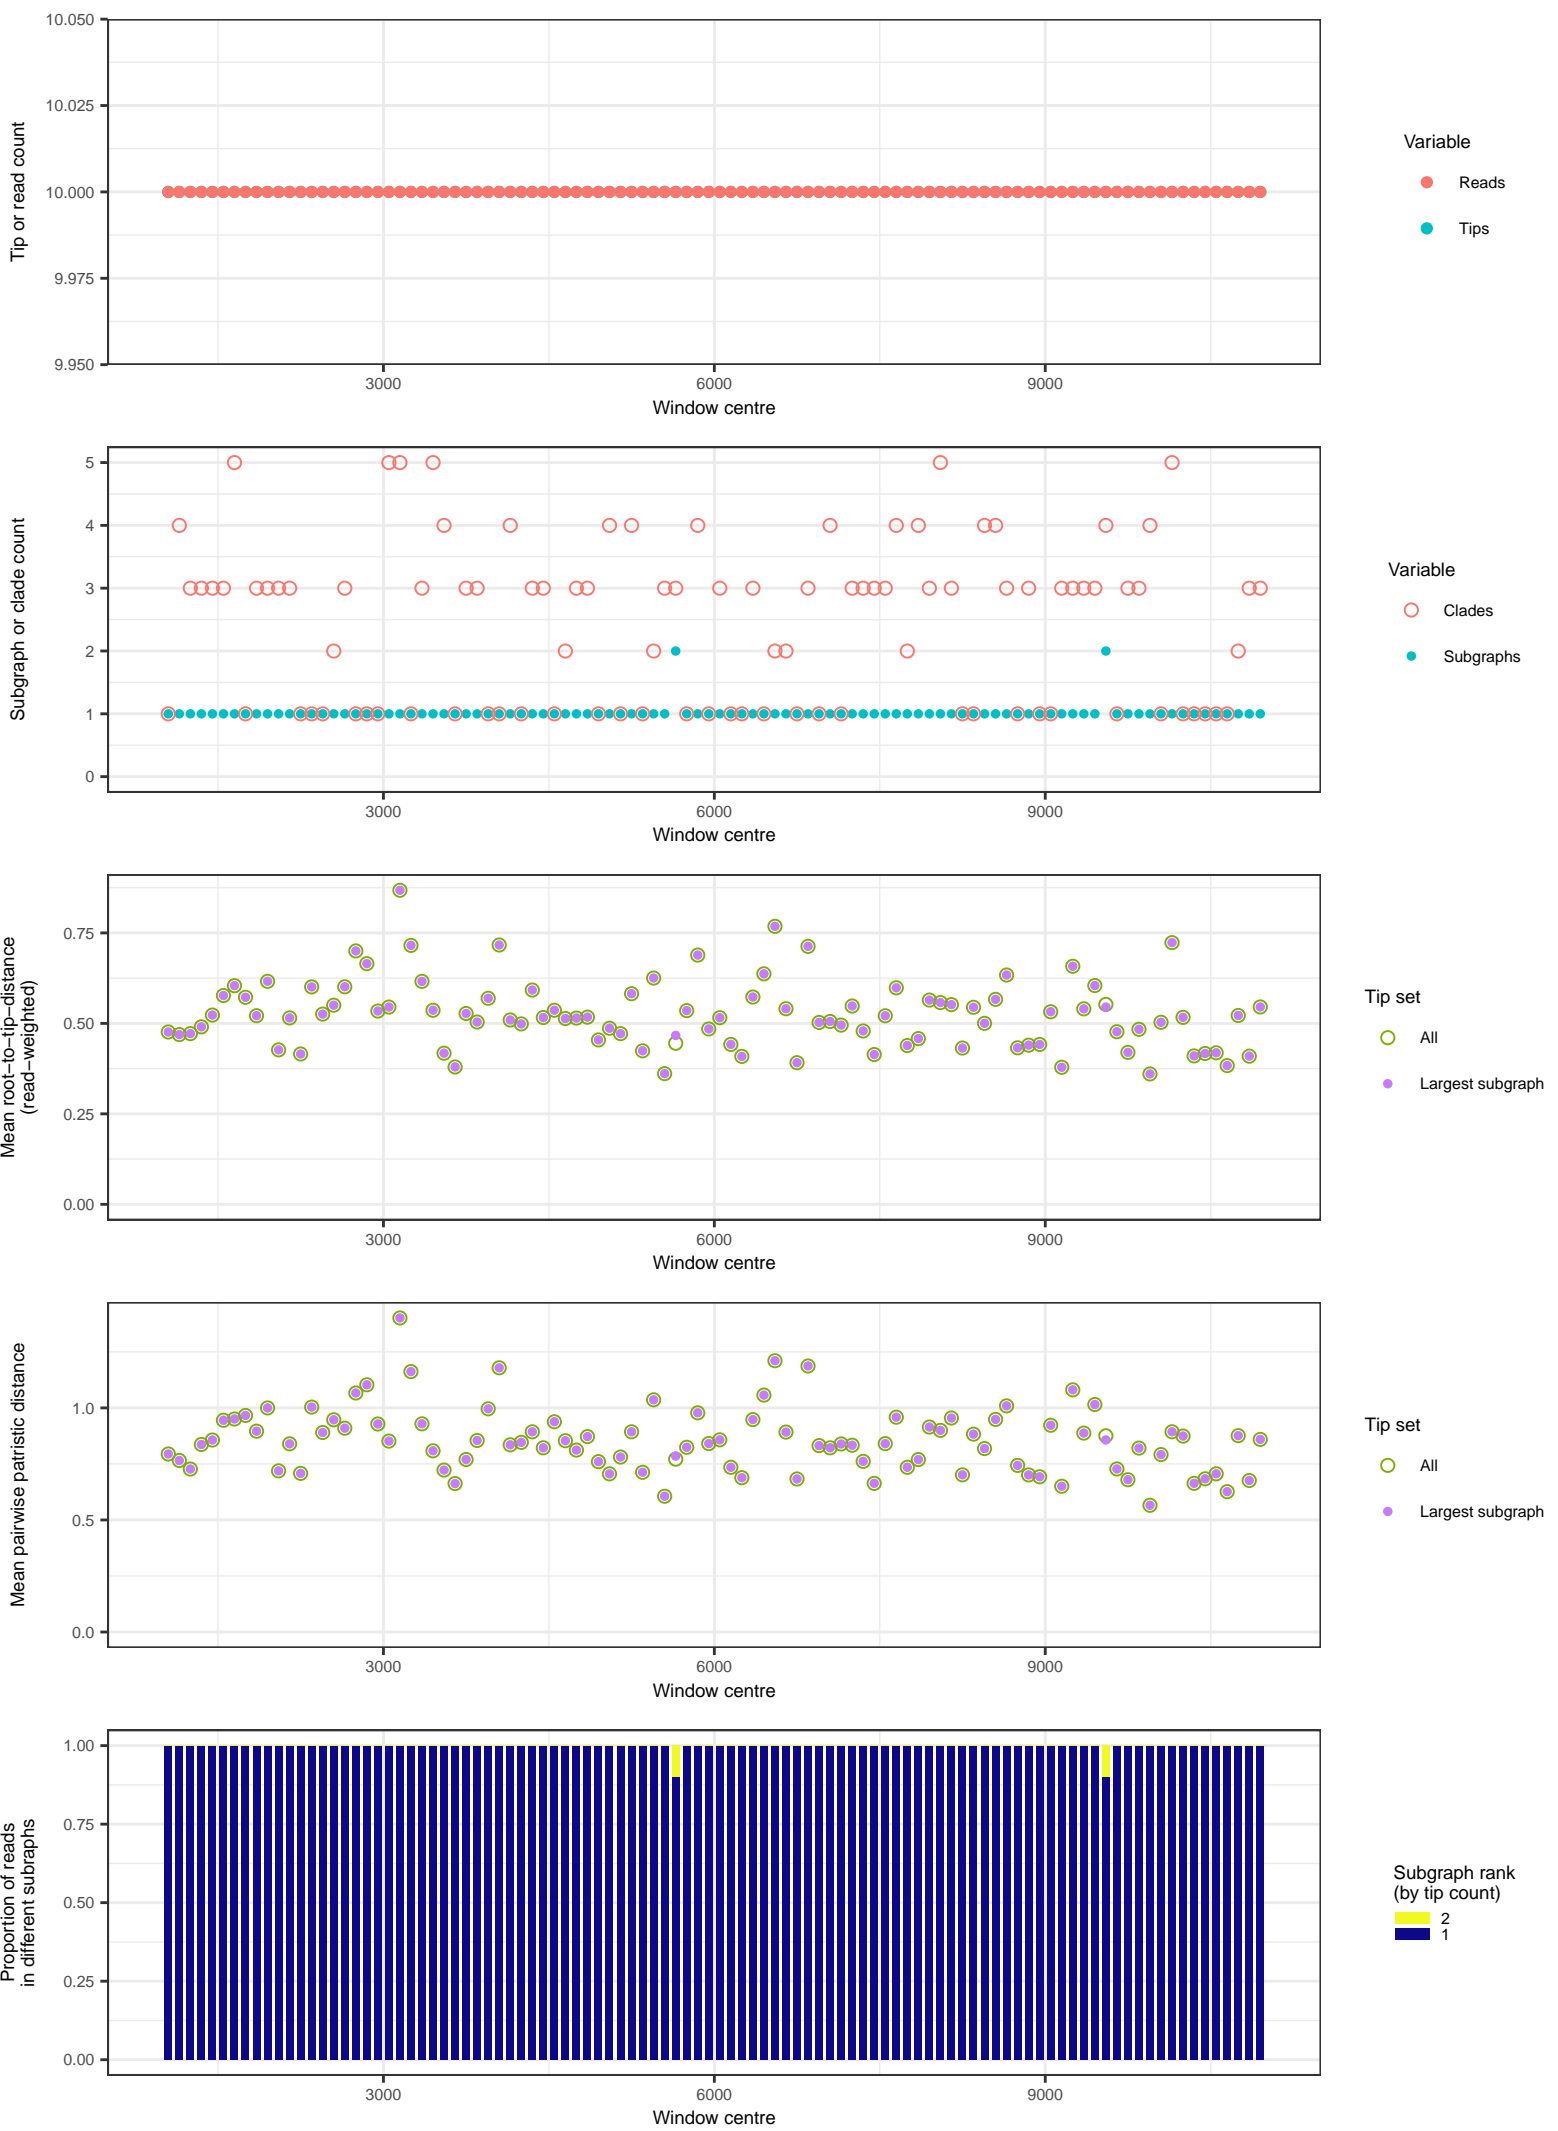 10.050
10.025
10.000
9.975
9.950
Tip or read count
3000
6000
9000
Window centre
Variable
Reads
Tips
5
4
3
2
1
0
Subgraph or clade count
3000
6000
9000
Window centre
Variable
Clades
Subgraphs
0.75
0.50
0.25
0.00
Mean root−to−tip−distance
(read−weighted)
3000
6000
9000
Window centre
Tip set
All
Largest subgraph
1.0
0.5
0.0
Mean pairwise patristic distance
3000
6000
9000
Window centre
Tip set
All
Largest subgraph
1.00
0.75
0.50
0.25
0.00
Proportion of reads
in different subraphs
3000
6000
9000
Window centre
Subgraph rank
(by tip count)
2
1